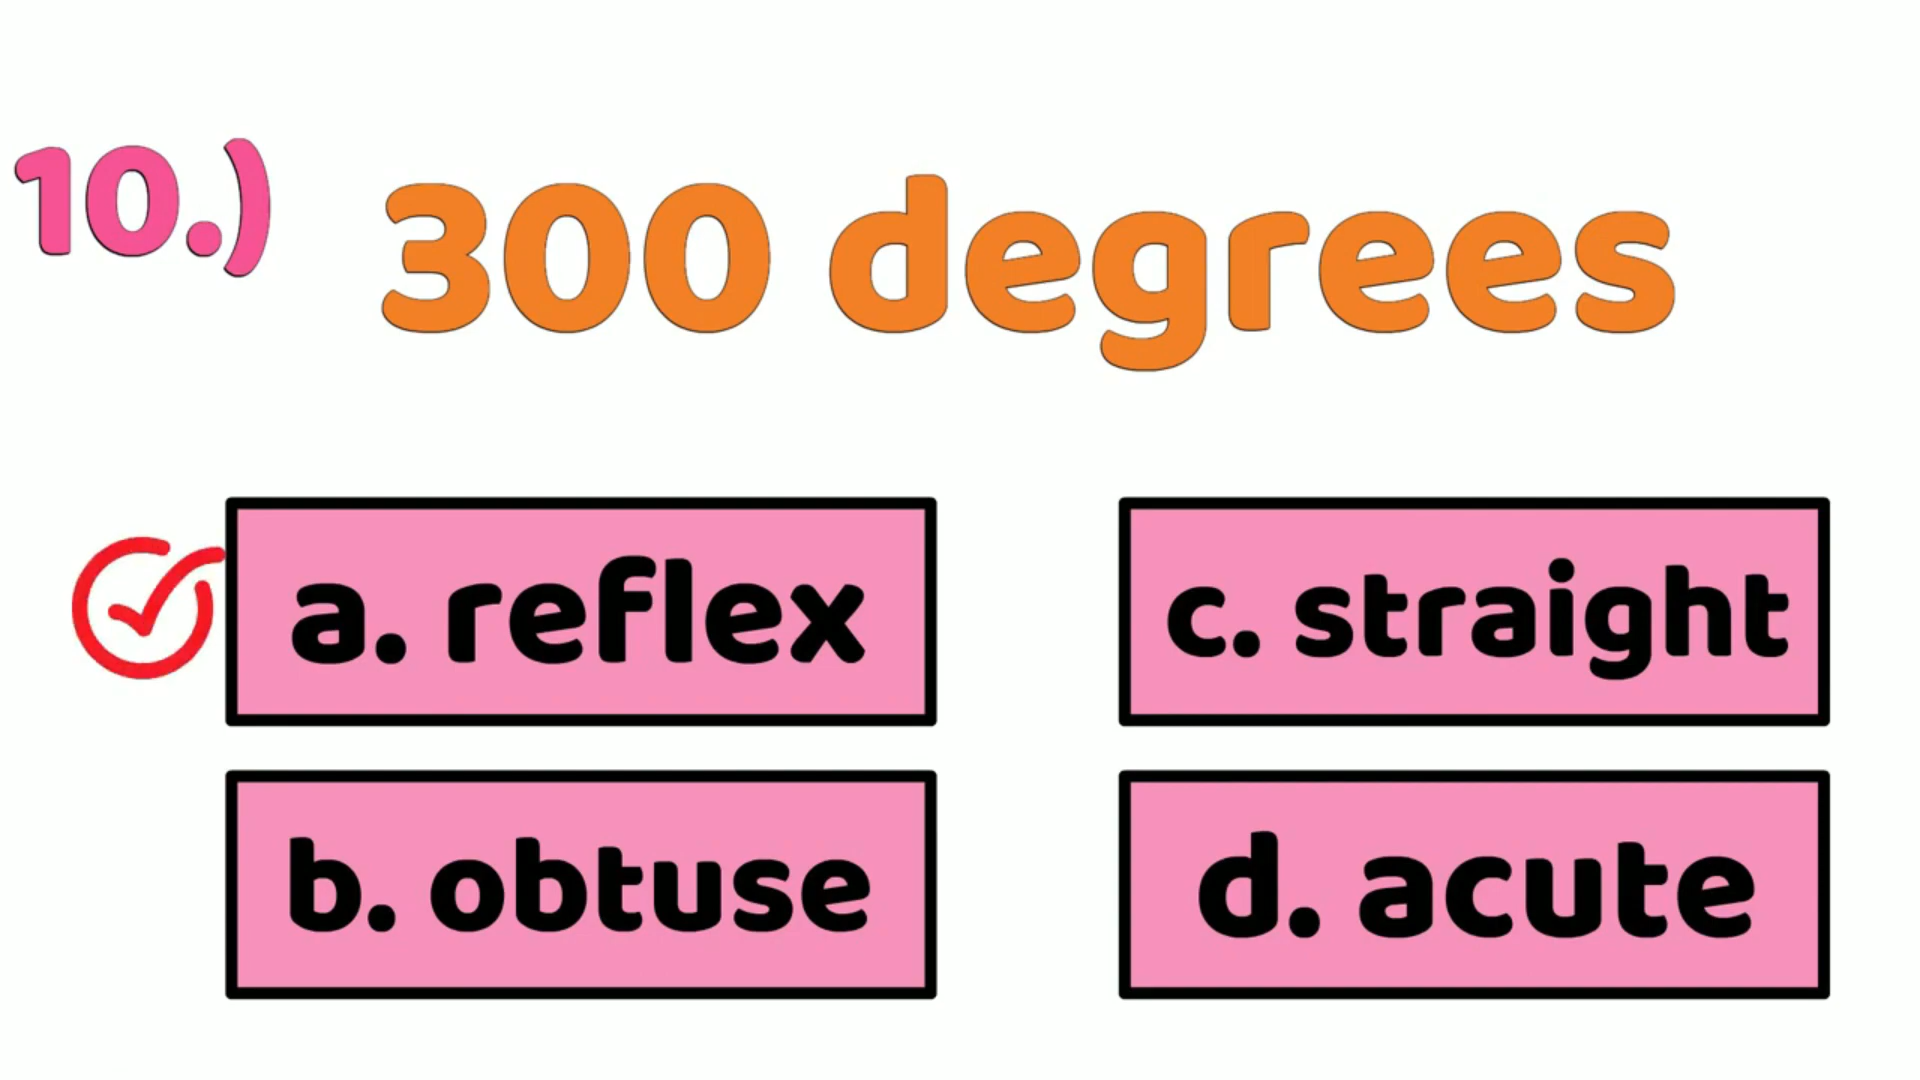 10.)
300 degrees
a. reflex
c. straight
b. obtuse
d. acute